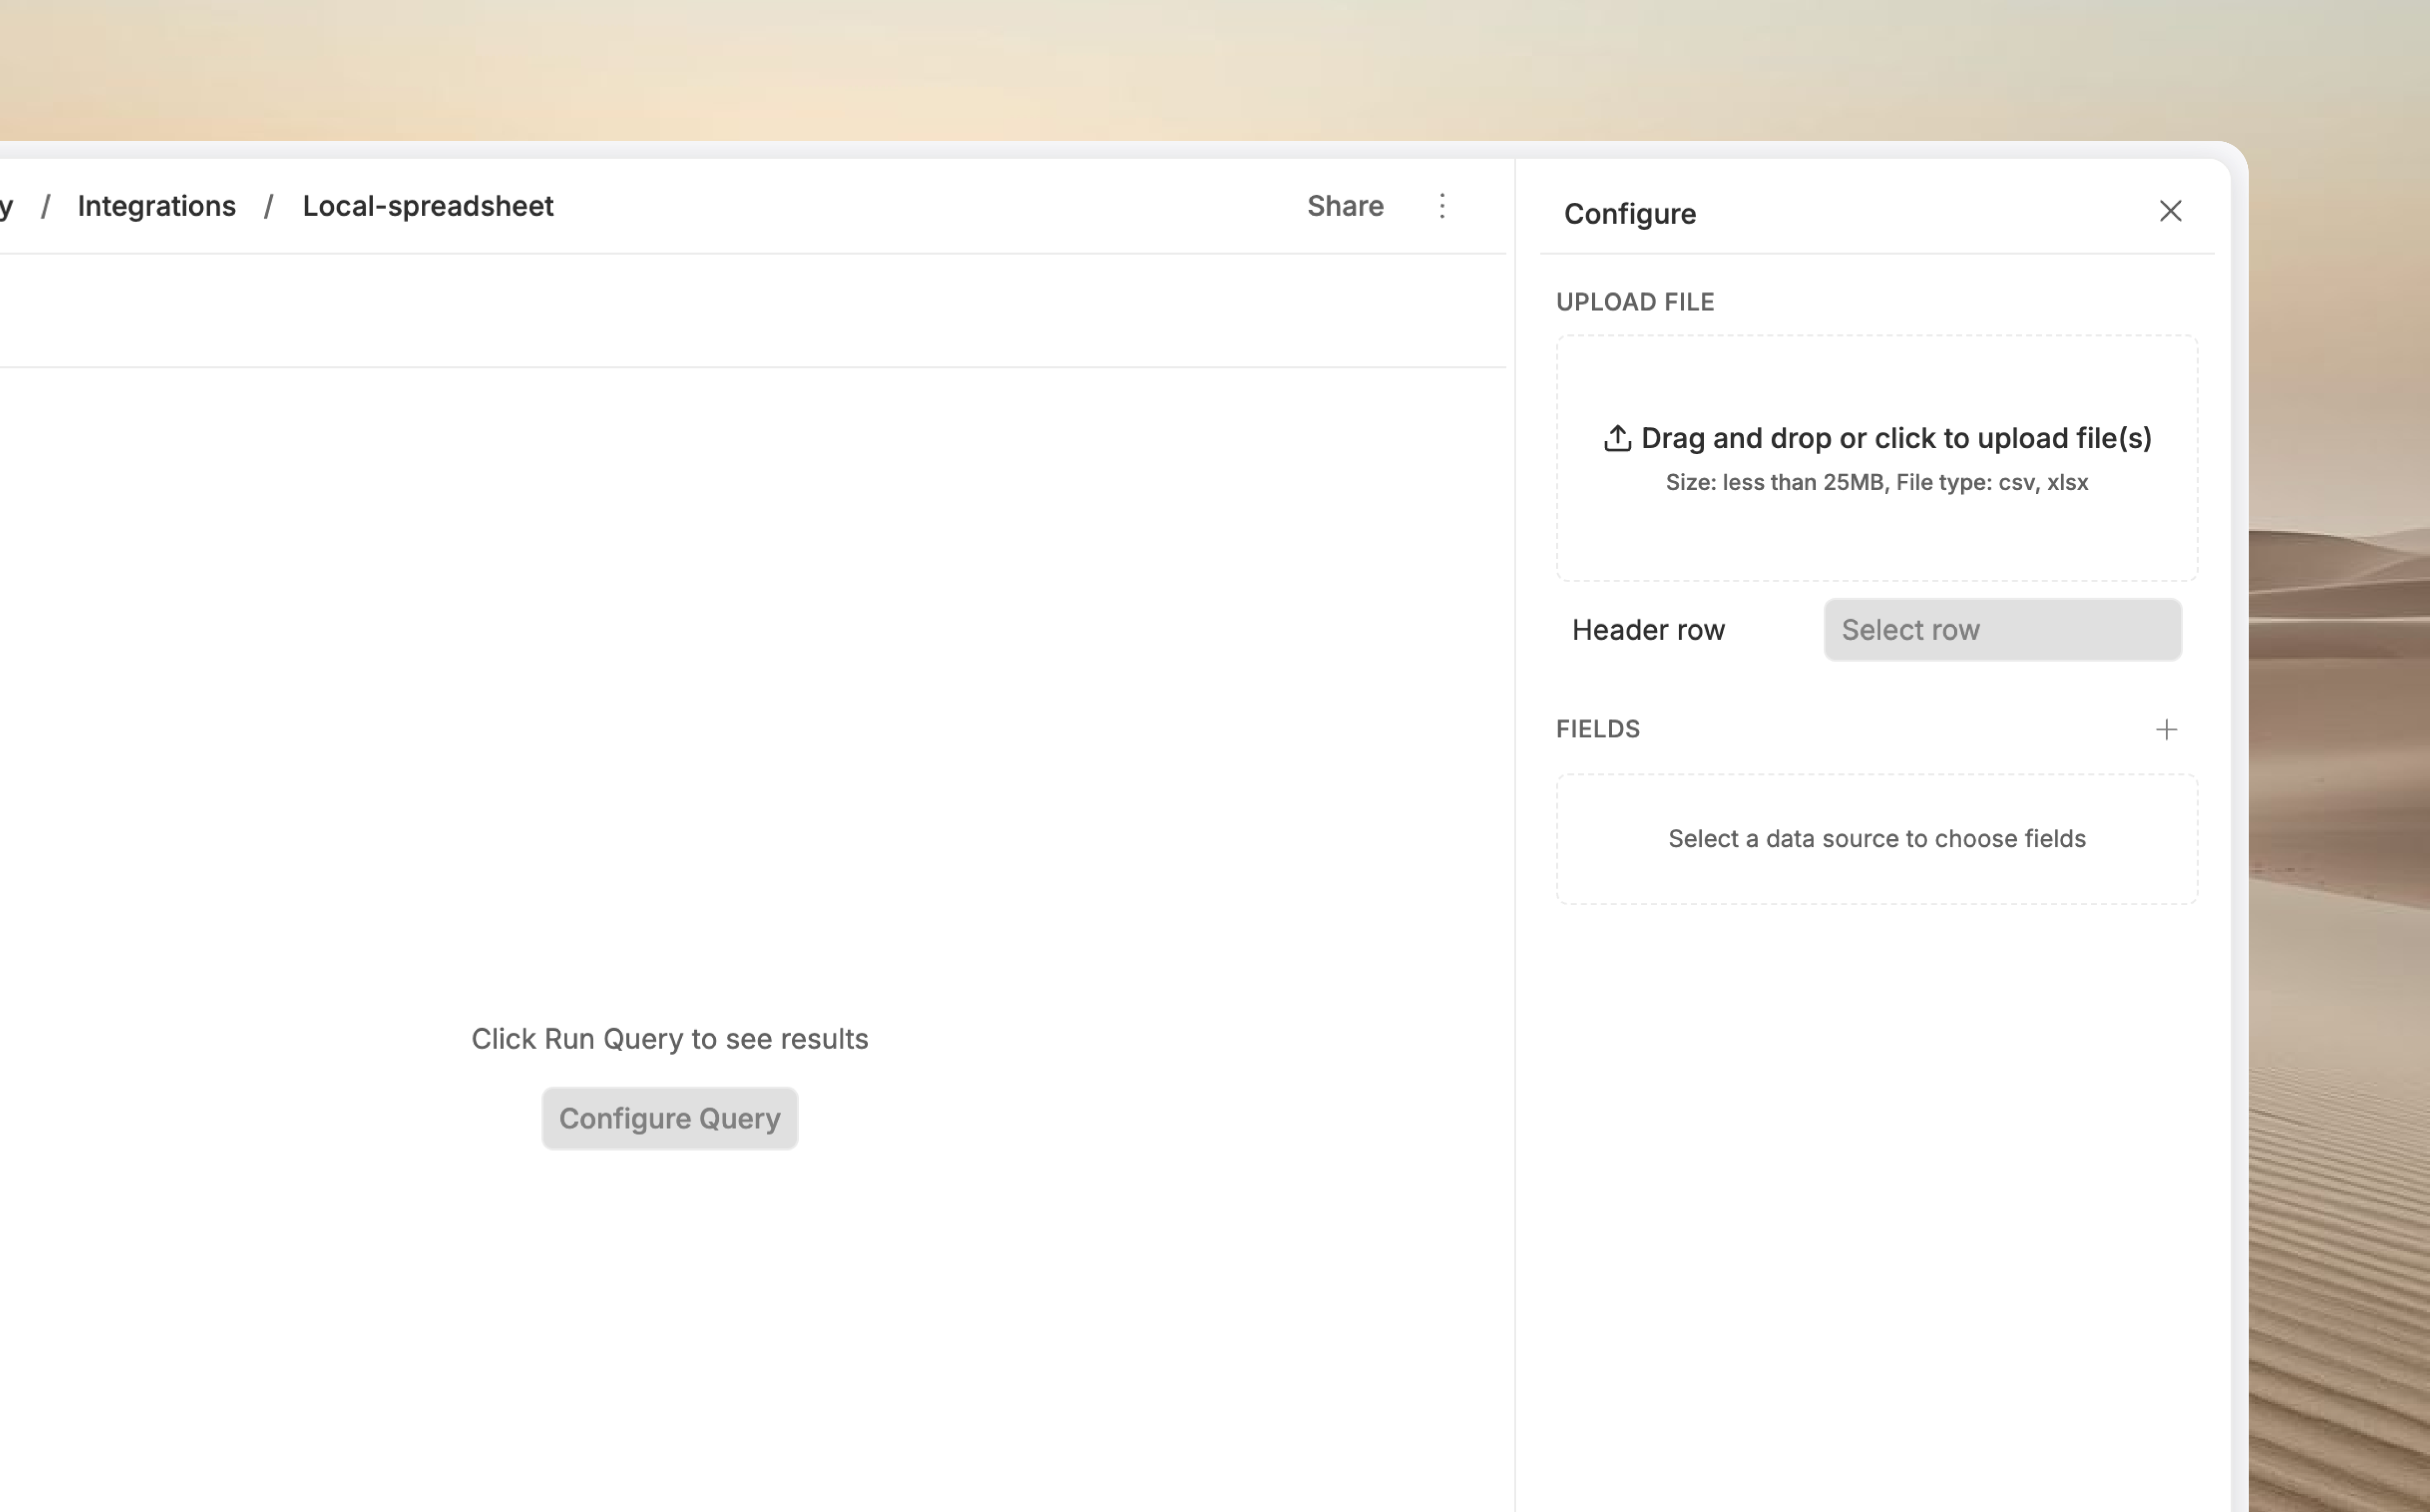 / Integrations / Local-spreadsheet
Share
Configure
UPLOAD FILE
Drag and drop or click to upload file(s)
Size: less than 25MB, File type: csv, xlsx
Header row
Select row
FIELDS
Select a data source to choose fields
Click Run Query to see results
Configure Query